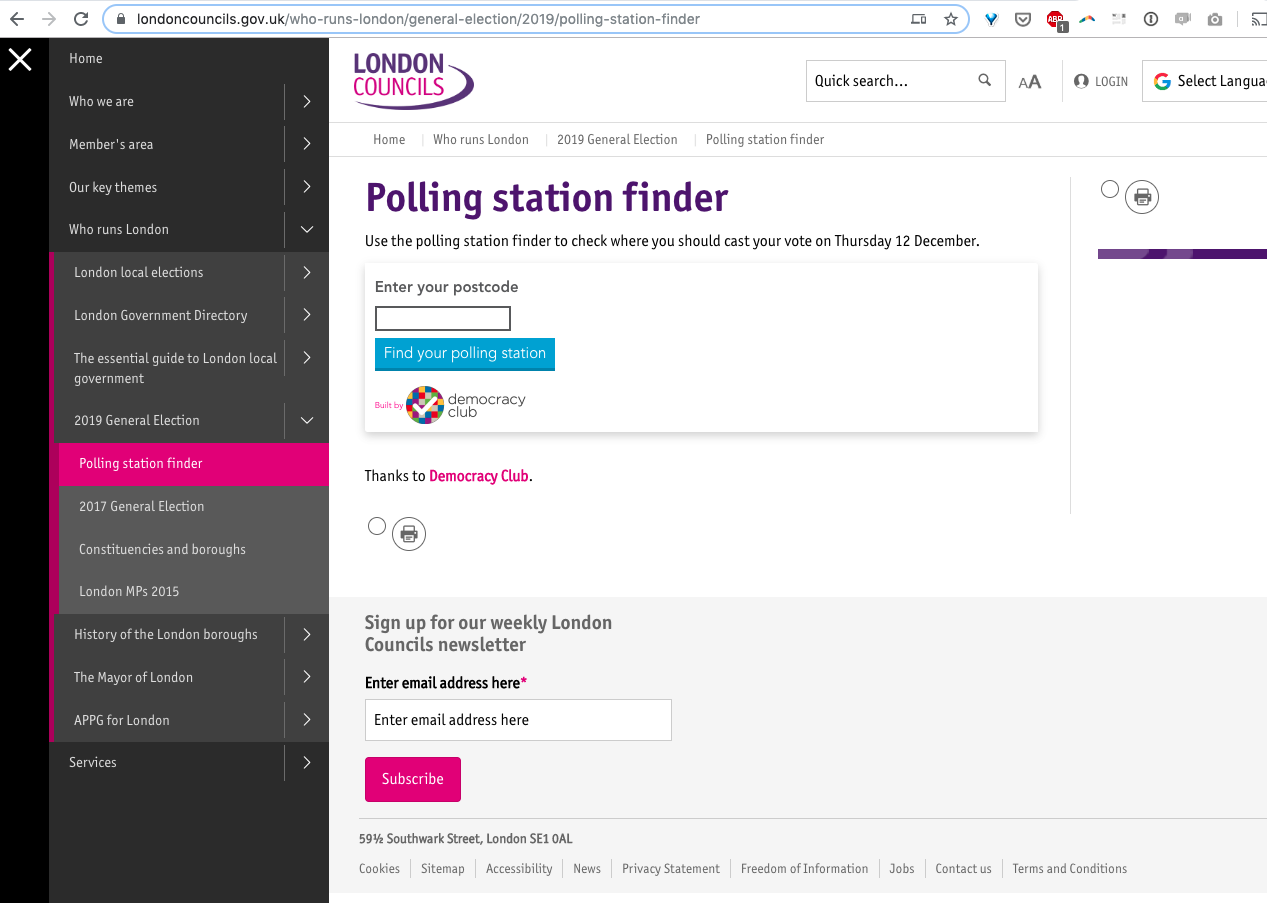 londoncouncils.gov.uk/who-runs-london/general-election/2019/polling-station-finder
ABP
1
Home
Who we are
Member's area
Our key themes
Who runs London
London local elections
London Government Directory
The essential guide to London local
government
2019 General Election
Polling station finder
2017 General Election
Constituencies and boroughs
London MPs 2015
History of the London boroughs
The Mayor of London
APPG for London
Services
LONDON
COUNCILS
Quick search...
AA
LOGIN
G Select Langua
Home
Who runs London
2019 General Election
Polling station finder
Polling station finder
Use the polling station finder to check where you should cast your vote on Thursday 12 December.
Enter your postcode
Find your polling station
Built by
democracy
club
Thanks to Democracy Club.
Sign up for our weekly London
Councils newsletter
Enter email address here*
Enter email address here
Subscribe
59½ Southwark Street, London SE1 0AL
Cookies
Sitemap
Accessibility
News
Privacy Statement
Freedom of Information
Jobs
Contact us
Terms and Conditions